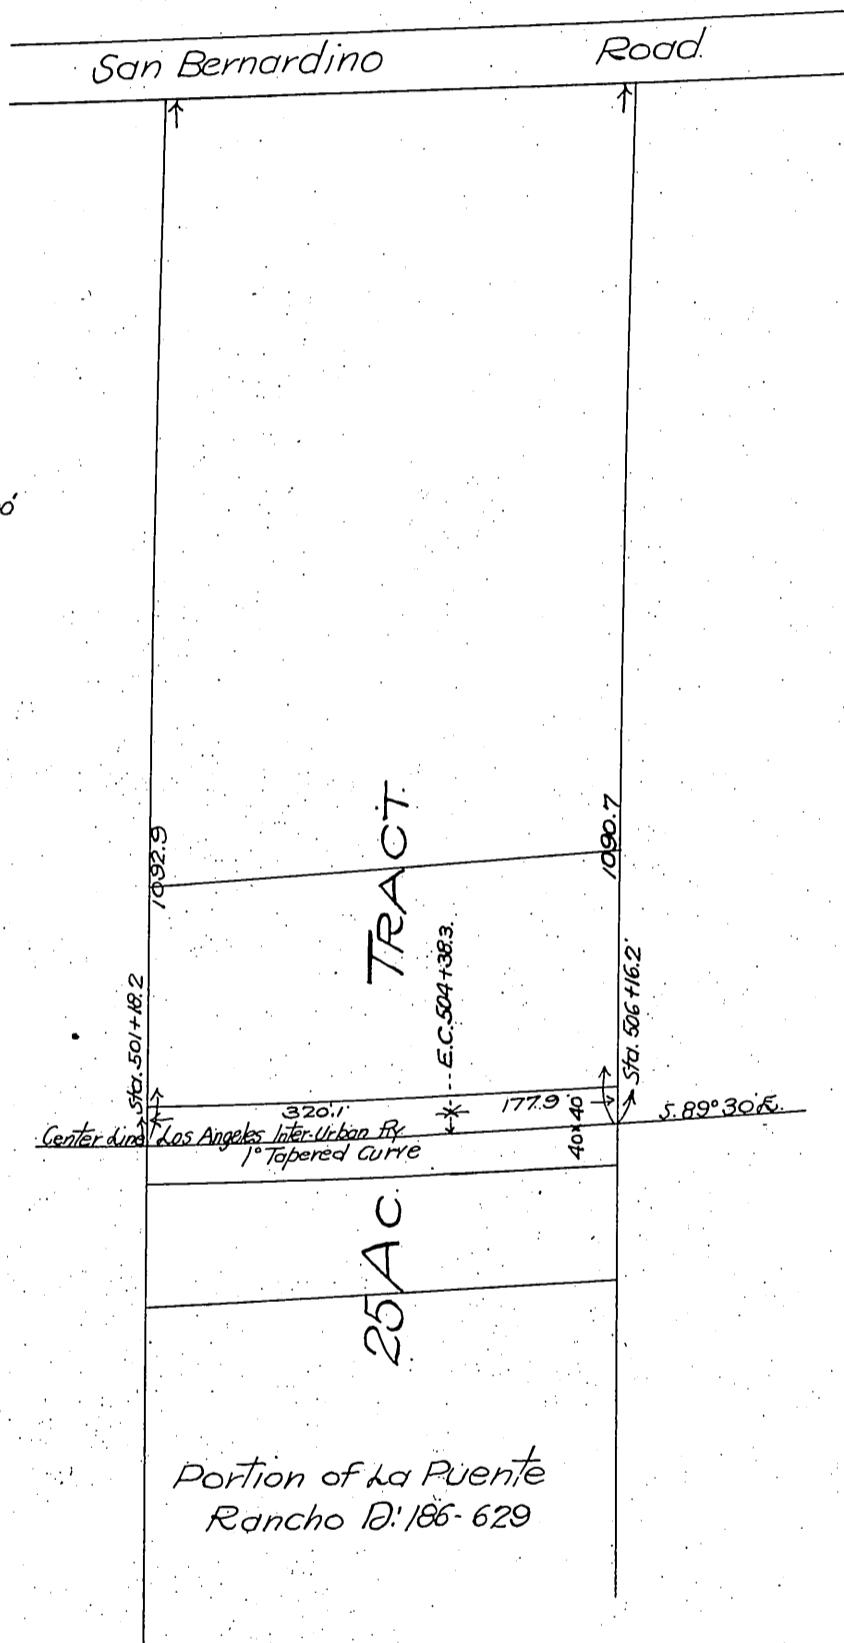 San Bernardino Road.
o'
1092.9
1090.7
TRACT.
E.C. 504+38.3.
Sta. 501+18.2
Sta. 506+16.2'
320.1'
177.9'
40x40'
S. 89° 30' E.
Center Line Los Angeles Inter-Urban Ry.
1° Tapered Curve
25 AC.
Portion of La Puente
Rancho D: 186-629